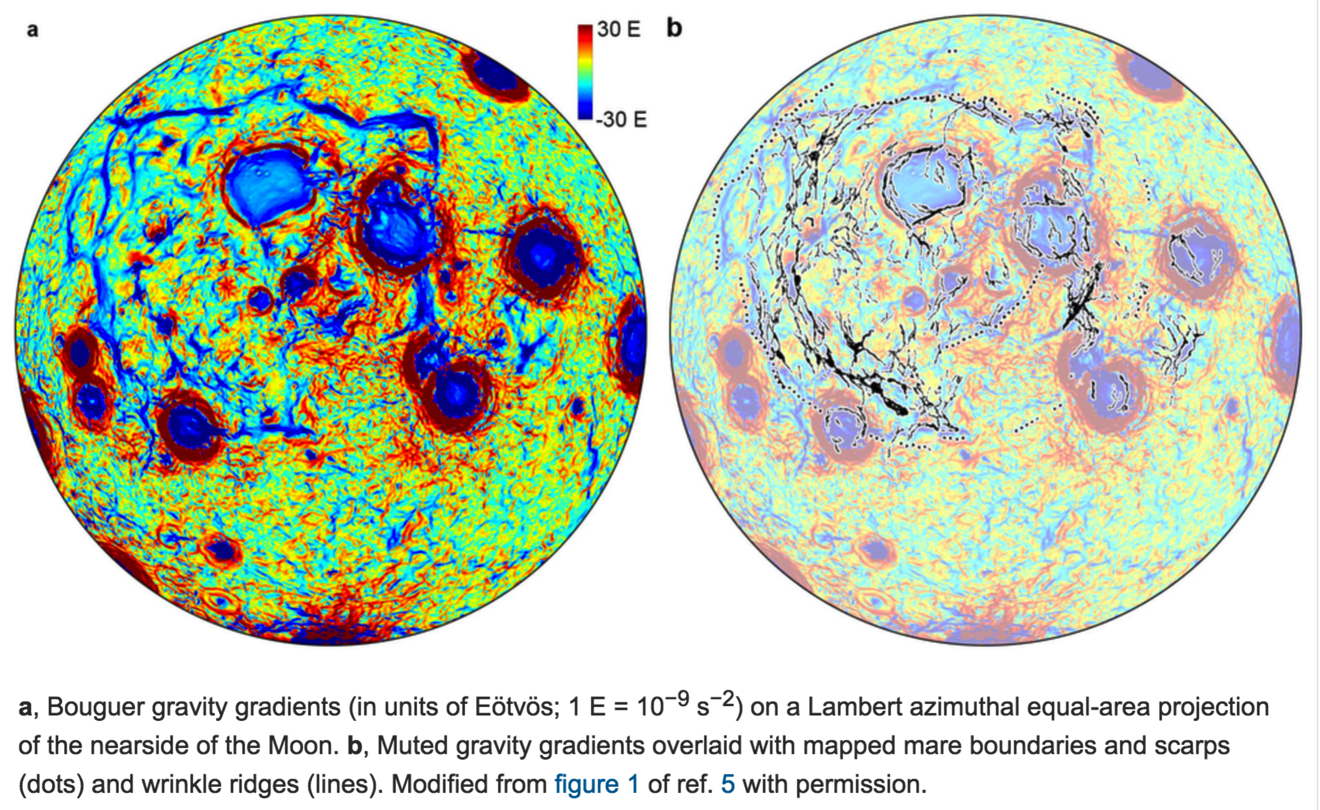 a
30 E
-30 E
b
a, Bouguer gravity gradients (in units of Eötvös; 1 E = 10⁻⁹ s⁻²) on a Lambert azimuthal equal-area projection
of the nearside of the Moon. b, Muted gravity gradients overlaid with mapped mare boundaries and scarps
(dots) and wrinkle ridges (lines). Modified from figure 1 of ref. 5 with permission.